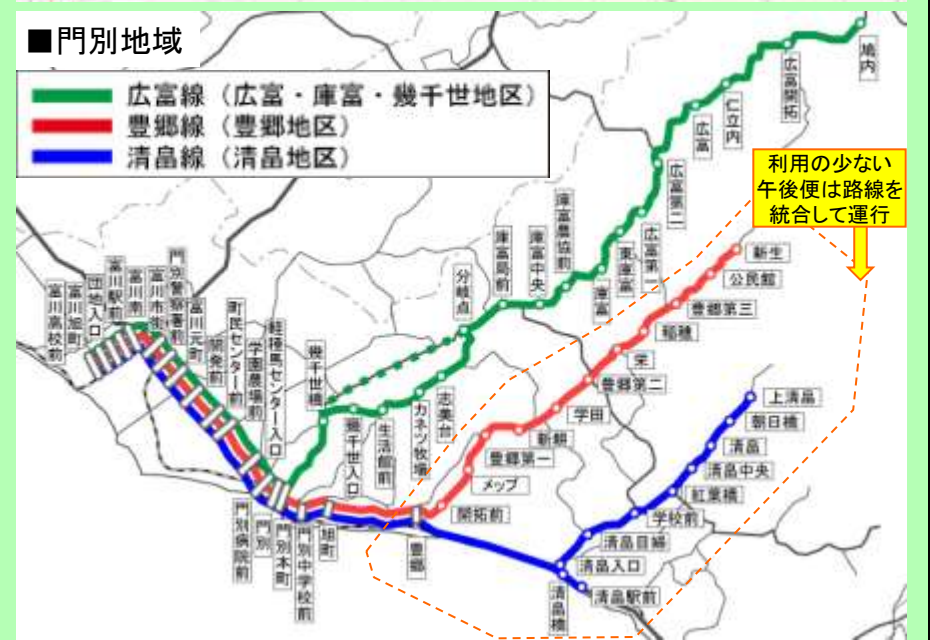 ■門別地域
広富線（広富・庫富・幾千世地区）
豊郷線（豊郷地区）
清畠線（清畠地区）
利用の少ない
午後便は路線を
統合して運行
鳩内
広富開拓
仁立内
広富
広富第二
広富第一
東庫富
庫富
庫富農協前
庫富中央
庫富局前
分岐点
志美台
カネツ牧場
生活館前
幾千世入口
幾千世橋
軽種馬センター入口
学園農場前
町民センター前
開発前
富川元町
門別警察署前
富川市街
富川南
富川駅前
団地入口
富川旭町
富川高校前
門別病院前
門別
門別本町
門別中学校前
旭町
豊郷
開拓前
メップ
豊郷第一
新耕
学田
豊郷第二
栄
稲穂
豊郷第三
公民館
新生
上清畠
朝日橋
清畠
清畠中央
紅葉橋
学校前
清畠目線
清畠入口
清畠橋
清畠駅前